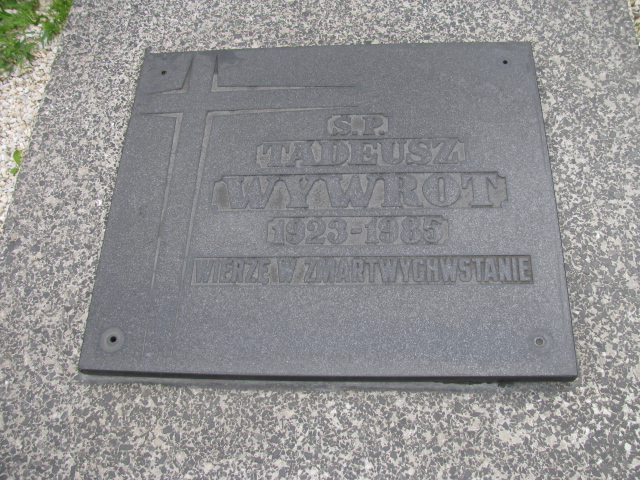 S.P.
TADEUSZ
WYWROT
1923-1985
WIERZĘ W ZMARTWYCHWSTANIE